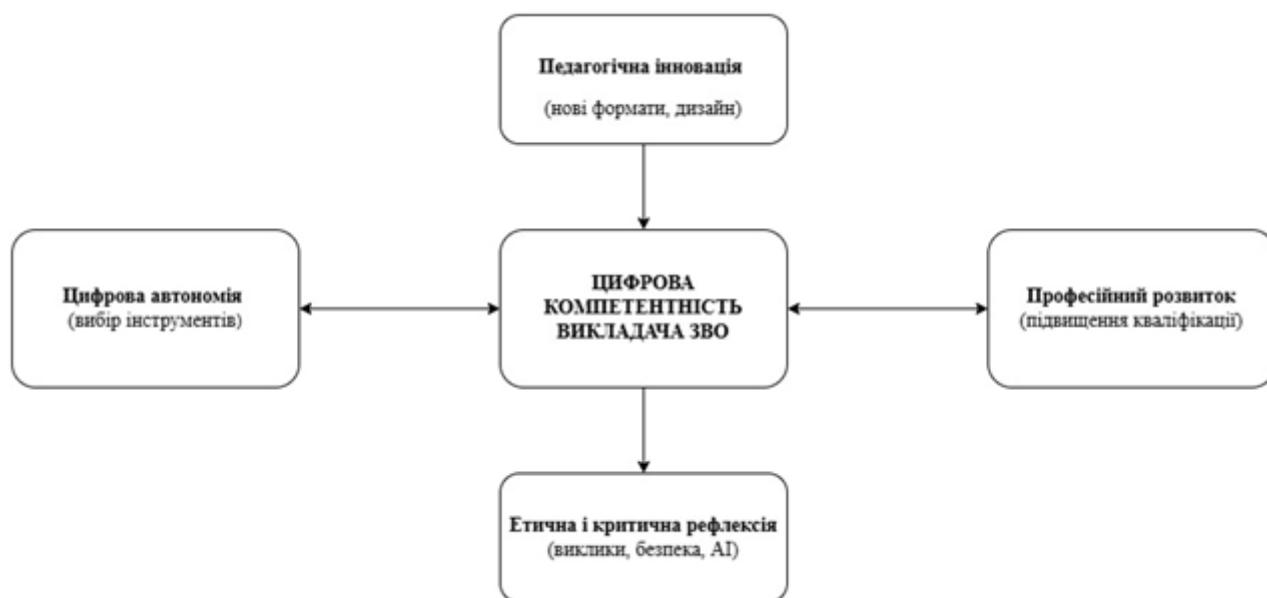 Педагогічна інновація
(нові формати, дизайн)
Цифрова автономія
(вибір інструментів)
ЦИФРОВА
КОМПЕТЕНТНІСТЬ
ВИКЛАДАЧА ЗВО
Професійний розвиток
(підвищення кваліфікації)
Етична і критична рефлексія
(виклики, безпека, AI)